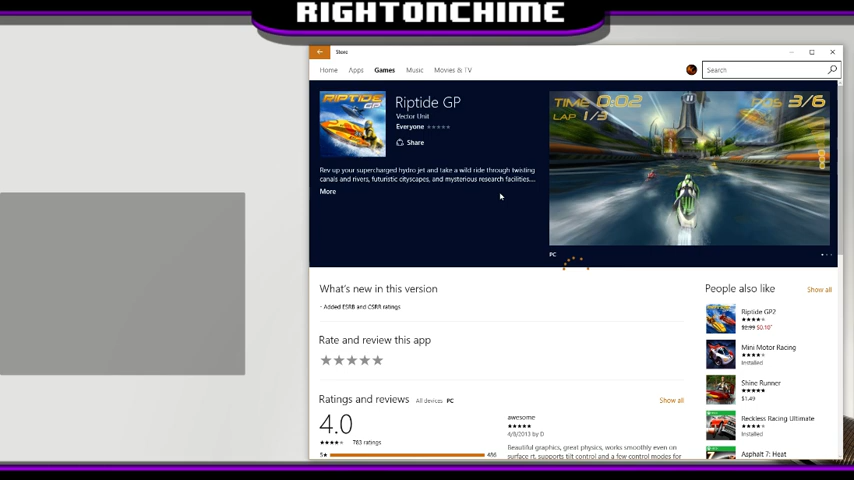 RIGHTONCHIME
Store
Home Apps Games Music Movies & TV
Search
RIPTIDE GP
Riptide GP
Vector Unit
Everyone
Share
Rev up your supercharged hydro jet and take a wild ride through twisting
canals and rivers, futuristic cityscapes, and mysterious research facilities...
More
TIME 0:02
LAP 1/3
POS 3/6
PC
What's new in this version
- Added ESRB and CSRR ratings
Rate and review this app
Ratings and reviews All devices PC
Show all
4.0
783 ratings
5★ 486
awesome
4/8/2013 by D
Beautiful graphics, great physics, works smoothly even on
surface rt, supports tilt control and a few control modes for
People also like
Show all
Riptide GP2
$2.99 $0.10*
Mini Motor Racing
Installed
Shine Runner
$1.49
Reckless Racing Ultimate
Installed
Asphalt 7: Heat